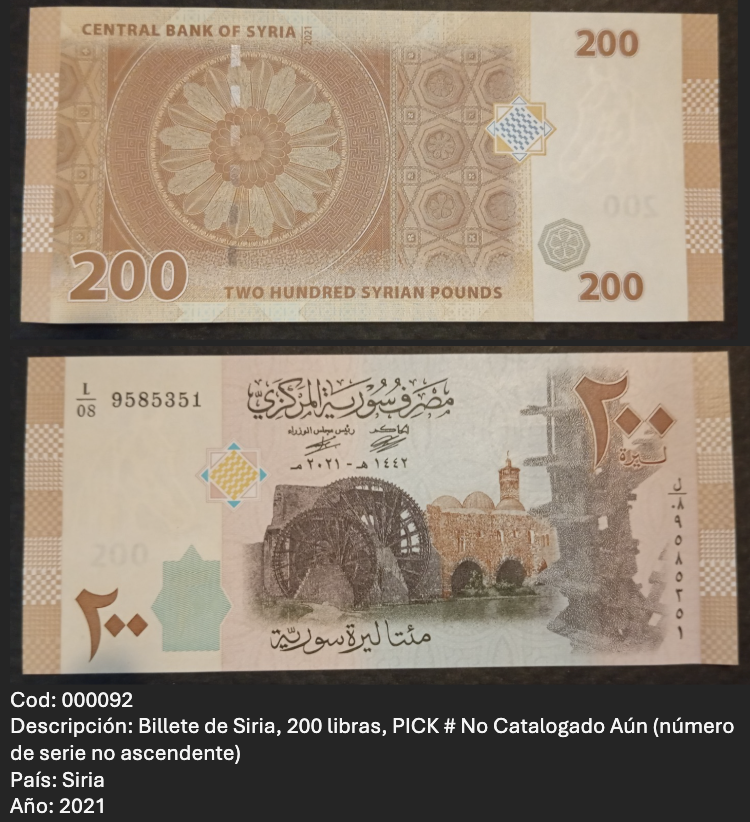 CENTRAL BANK OF SYRIA
2021
200
200
TWO HUNDRED SYRIAN POUNDS
200
L
08
9585351
مصرف سورية المركزي
الحاكم
رئيس مجلس الوزراء
١٤٤٢ هـ - ٢٠٢١ مـ
٢٠٠
ليرة
ل
٠٨
٩٥٨٥٣٥١
200
٢٠٠
مئتا ليرة سورية
Cod: 000092
Descripción: Billete de Siria, 200 libras, PICK # No Catalogado Aún (número
de serie no ascendente)
País: Siria
Año: 2021